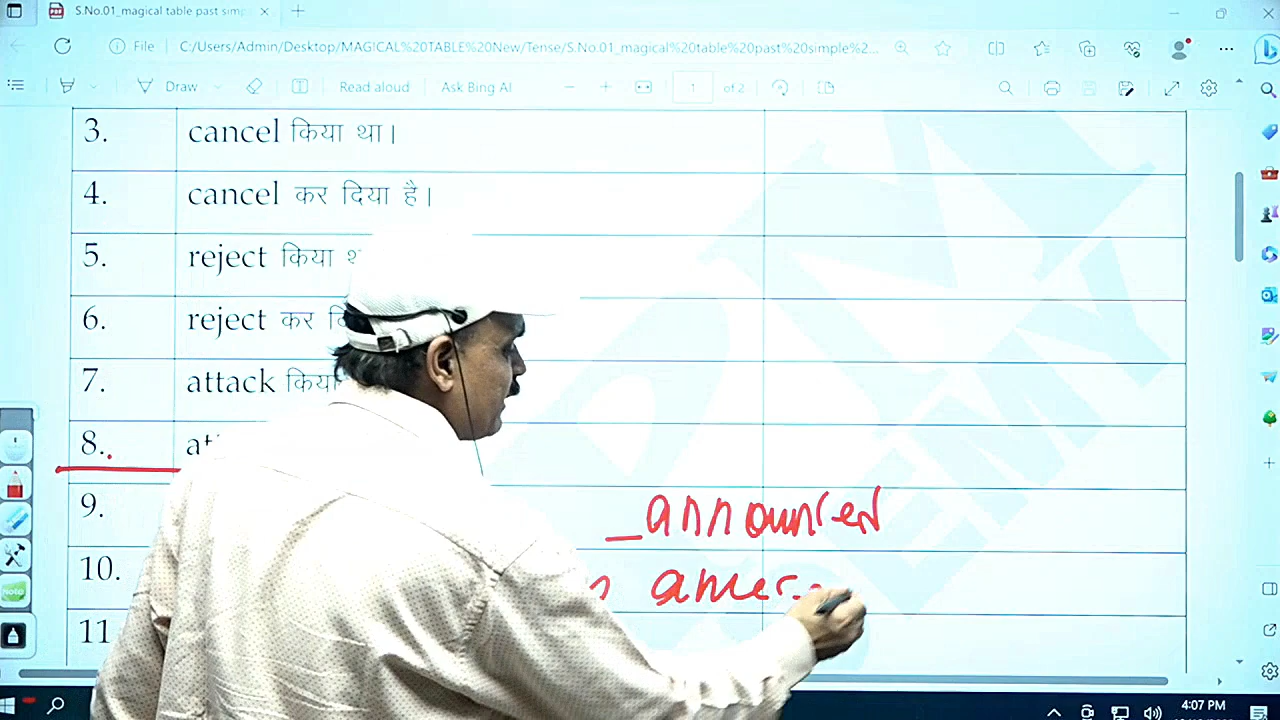 S.No.01_magical table past simp
File C:/Users/Admin/Desktop/MAGICAL%20TABLE%20New/Tense/S.No.01_magical%20table%20past%20simple%2...
Draw Read aloud Ask Bing AI 1 of 2
3. cancel किया था।
4. cancel कर दिया है।
5. reject किया
6. reject कर
7. attack किया
8.
9. announced
10.
11
Note
4:07 PM